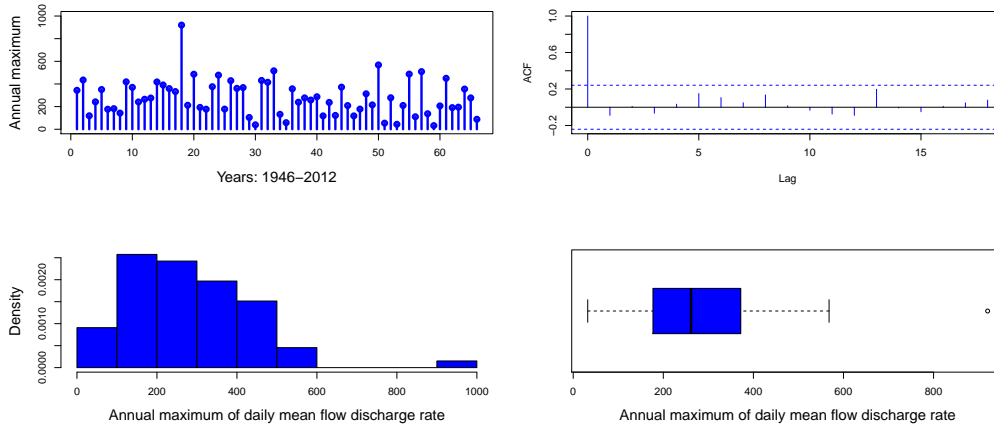 Annual maximum
0 200 600 1000
0 10 20 30 40 50 60
Years: 1946−2012
ACF
−0.2 0.2 0.6 1.0
0 5 10 15
Lag
Density
0.0000 0.0010 0.0020
0 200 400 600 800 1000
Annual maximum of daily mean flow discharge rate
0 200 400 600 800
Annual maximum of daily mean flow discharge rate